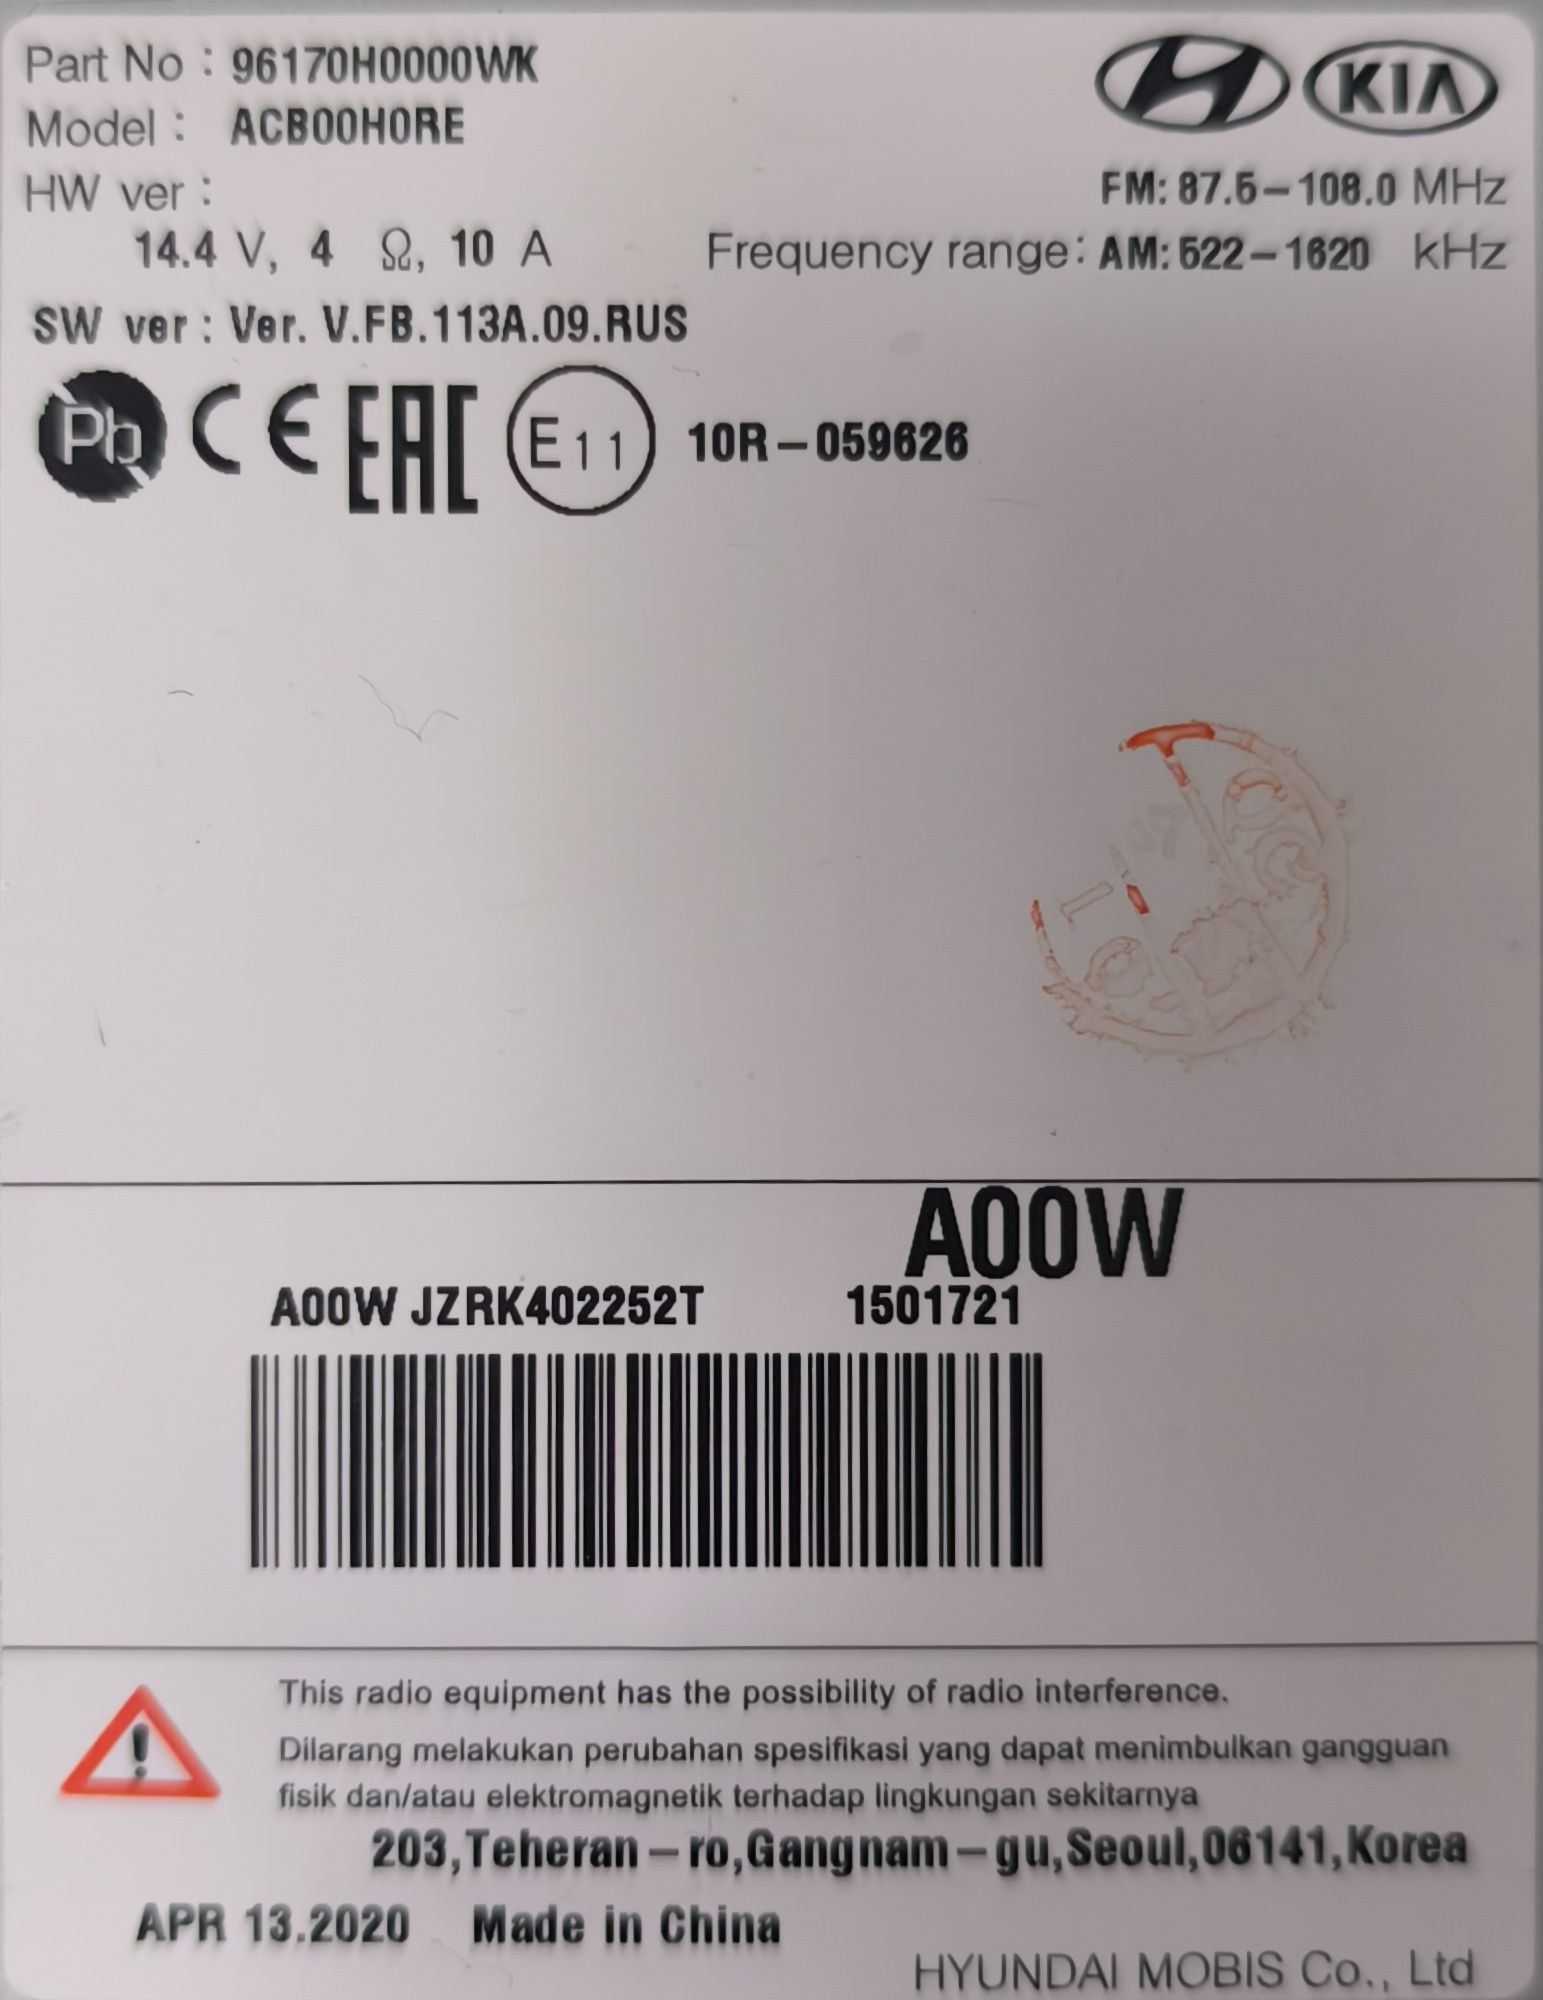 Part No : 96170H0000WK
KIA
Model : ACB00H0RE
HW ver :
FM: 87.5-108.0 MHz
14.4 V, 4 Ω, 10 A
Frequency range: AM: 522-1620 kHz
SW ver : Ver. V.FB.113A.09.RUS
Pb CE EAC E11 10R-059626
A00W
A00W JZRK402252T 1501721
This radio equipment has the possibility of radio interference.
Dilarang melakukan perubahan spesifikasi yang dapat menimbulkan gangguan
fisik dan/atau elektromagnetik terhadap lingkungan sekitarnya
203,Teheran-ro,Gangnam-gu,Seoul,06141,Korea
APR 13.2020 Made in China
HYUNDAI MOBIS Co., Ltd